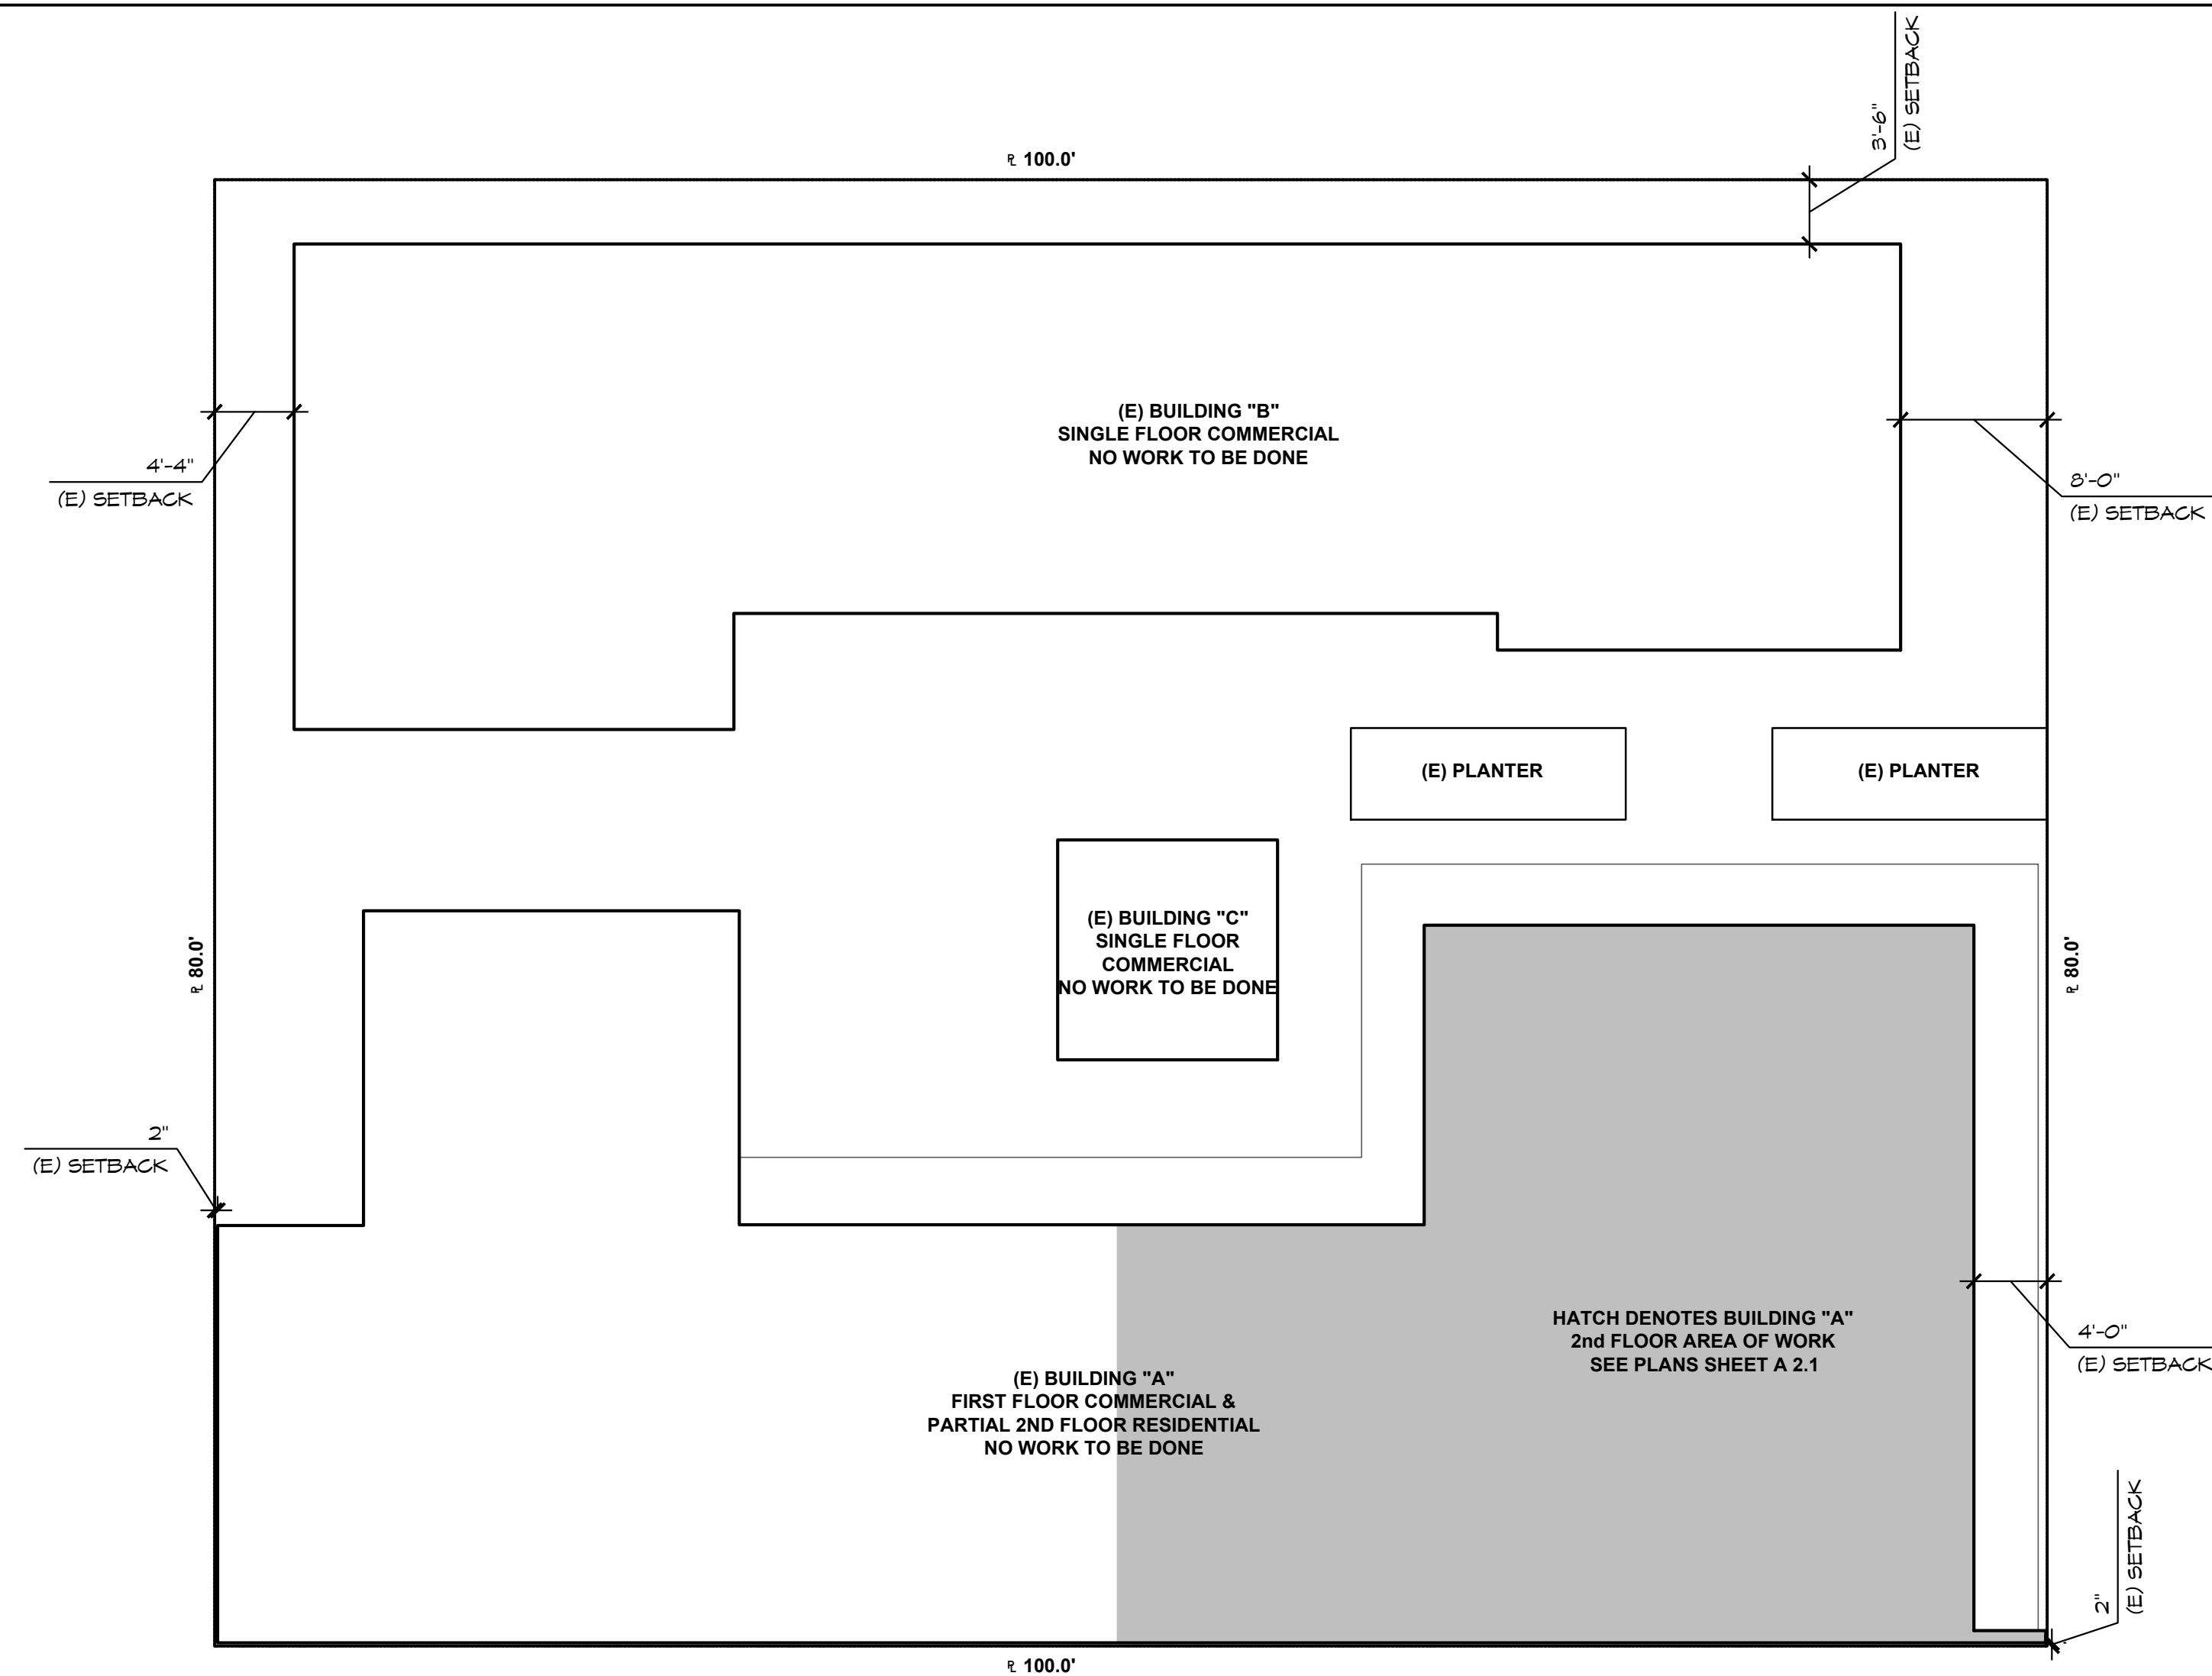 3'-6"
(E) SETBACK
℄ 100.0'
(E) BUILDING "B"
SINGLE FLOOR COMMERCIAL
NO WORK TO BE DONE
4'-4"
(E) SETBACK
8'-0"
(E) SETBACK
(E) PLANTER
(E) PLANTER
(E) BUILDING "C"
SINGLE FLOOR
COMMERCIAL
NO WORK TO BE DONE
℄ 80.0'
℄ 80.0'
2"
(E) SETBACK
HATCH DENOTES BUILDING "A"
2nd FLOOR AREA OF WORK
SEE PLANS SHEET A 2.1
4'-0"
(E) SETBACK
(E) BUILDING "A"
FIRST FLOOR COMMERCIAL &
PARTIAL 2ND FLOOR RESIDENTIAL
NO WORK TO BE DONE
2"
(E) SETBACK
℄ 100.0'